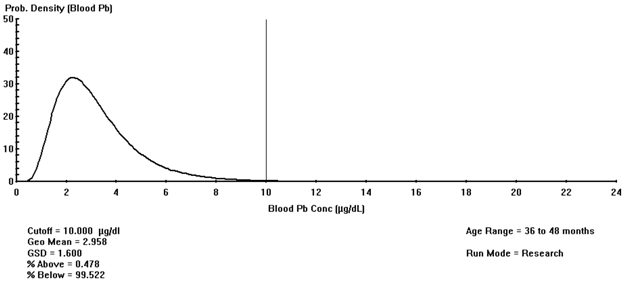 Prob. Density (Blood Pb)
50
40
30
20
10
0
0 2 4 6 8 10 12 14 16 18 20 22 24
Blood Pb Conc (µg/dL)
Cutoff = 10.000 µg/dl
Geo Mean = 2.958
GSD = 1.600
% Above = 0.478
% Below = 99.522
Age Range = 36 to 48 months
Run Mode = Research